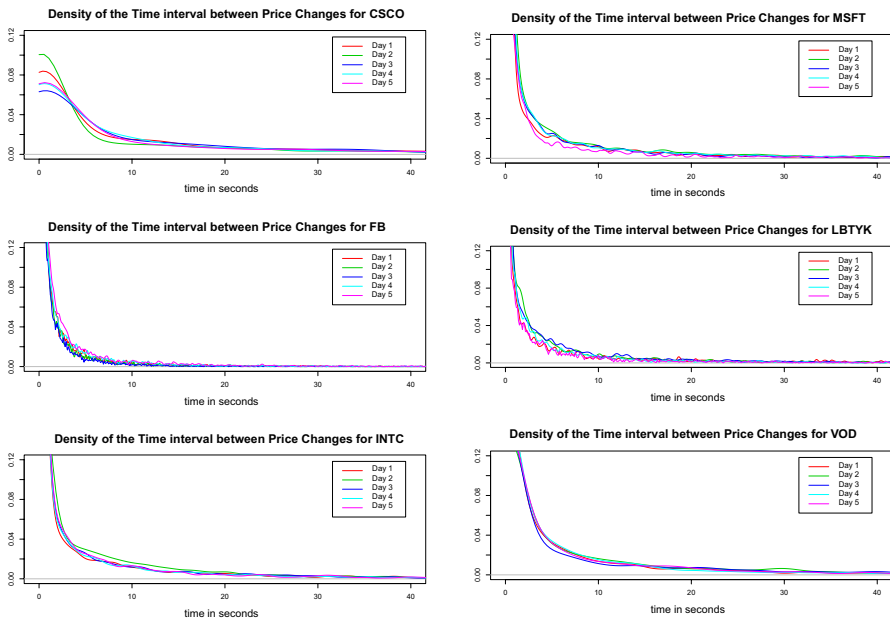 Density of the Time interval between Price Changes for CSCO
0.12
0.08
0.04
0.00
Day 1
Day 2
Day 3
Day 4
Day 5
0
10
20
30
40
time in seconds
Density of the Time interval between Price Changes for MSFT
0.12
0.08
0.04
0.00
Day 1
Day 2
Day 3
Day 4
Day 5
0
10
20
30
40
time in seconds
Density of the Time interval between Price Changes for FB
0.12
0.08
0.04
0.00
Day 1
Day 2
Day 3
Day 4
Day 5
0
10
20
30
40
time in seconds
Density of the Time interval between Price Changes for LBTYK
0.12
0.08
0.04
0.00
Day 1
Day 2
Day 3
Day 4
Day 5
0
10
20
30
40
time in seconds
Density of the Time interval between Price Changes for INTC
0.12
0.08
0.04
0.00
Day 1
Day 2
Day 3
Day 4
Day 5
0
10
20
30
40
time in seconds
Density of the Time interval between Price Changes for VOD
0.12
0.08
0.04
0.00
Day 1
Day 2
Day 3
Day 4
Day 5
0
10
20
30
40
time in seconds